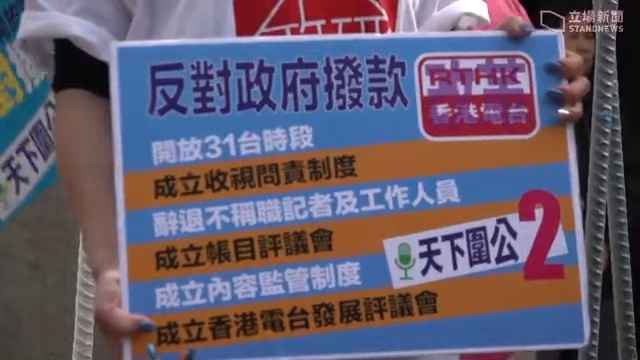 立場新聞
STANDNEWS
反對政府撥款
RTHK
改革
香港電台
開放31台時段
成立收視問責制度
辭退不稱職記者及工作人員
成立帳目評議會
成立內容監管制度
成立香港電台發展評議會
天下圍公2
天下圍公